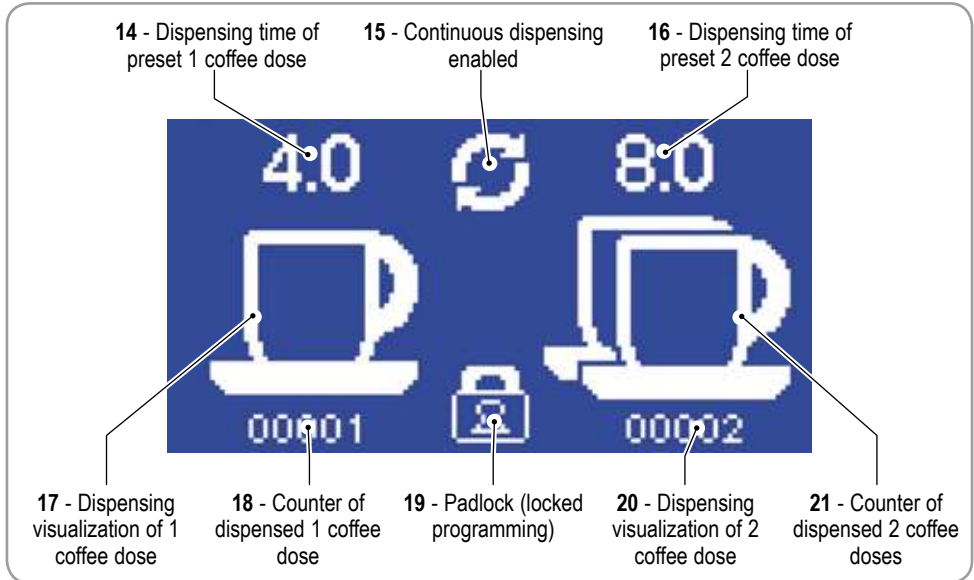 14 - Dispensing time of
preset 1 coffee dose
15 - Continuous dispensing
enabled
16 - Dispensing time of
preset 2 coffee dose
4.0
8.0
00001
00002
17 - Dispensing
visualization of 1
coffee dose
18 - Counter of
dispensed 1 coffee
dose
19 - Padlock (locked
programming)
20 - Dispensing
visualization of 2
coffee dose
21 - Counter of
dispensed 2 coffee
doses